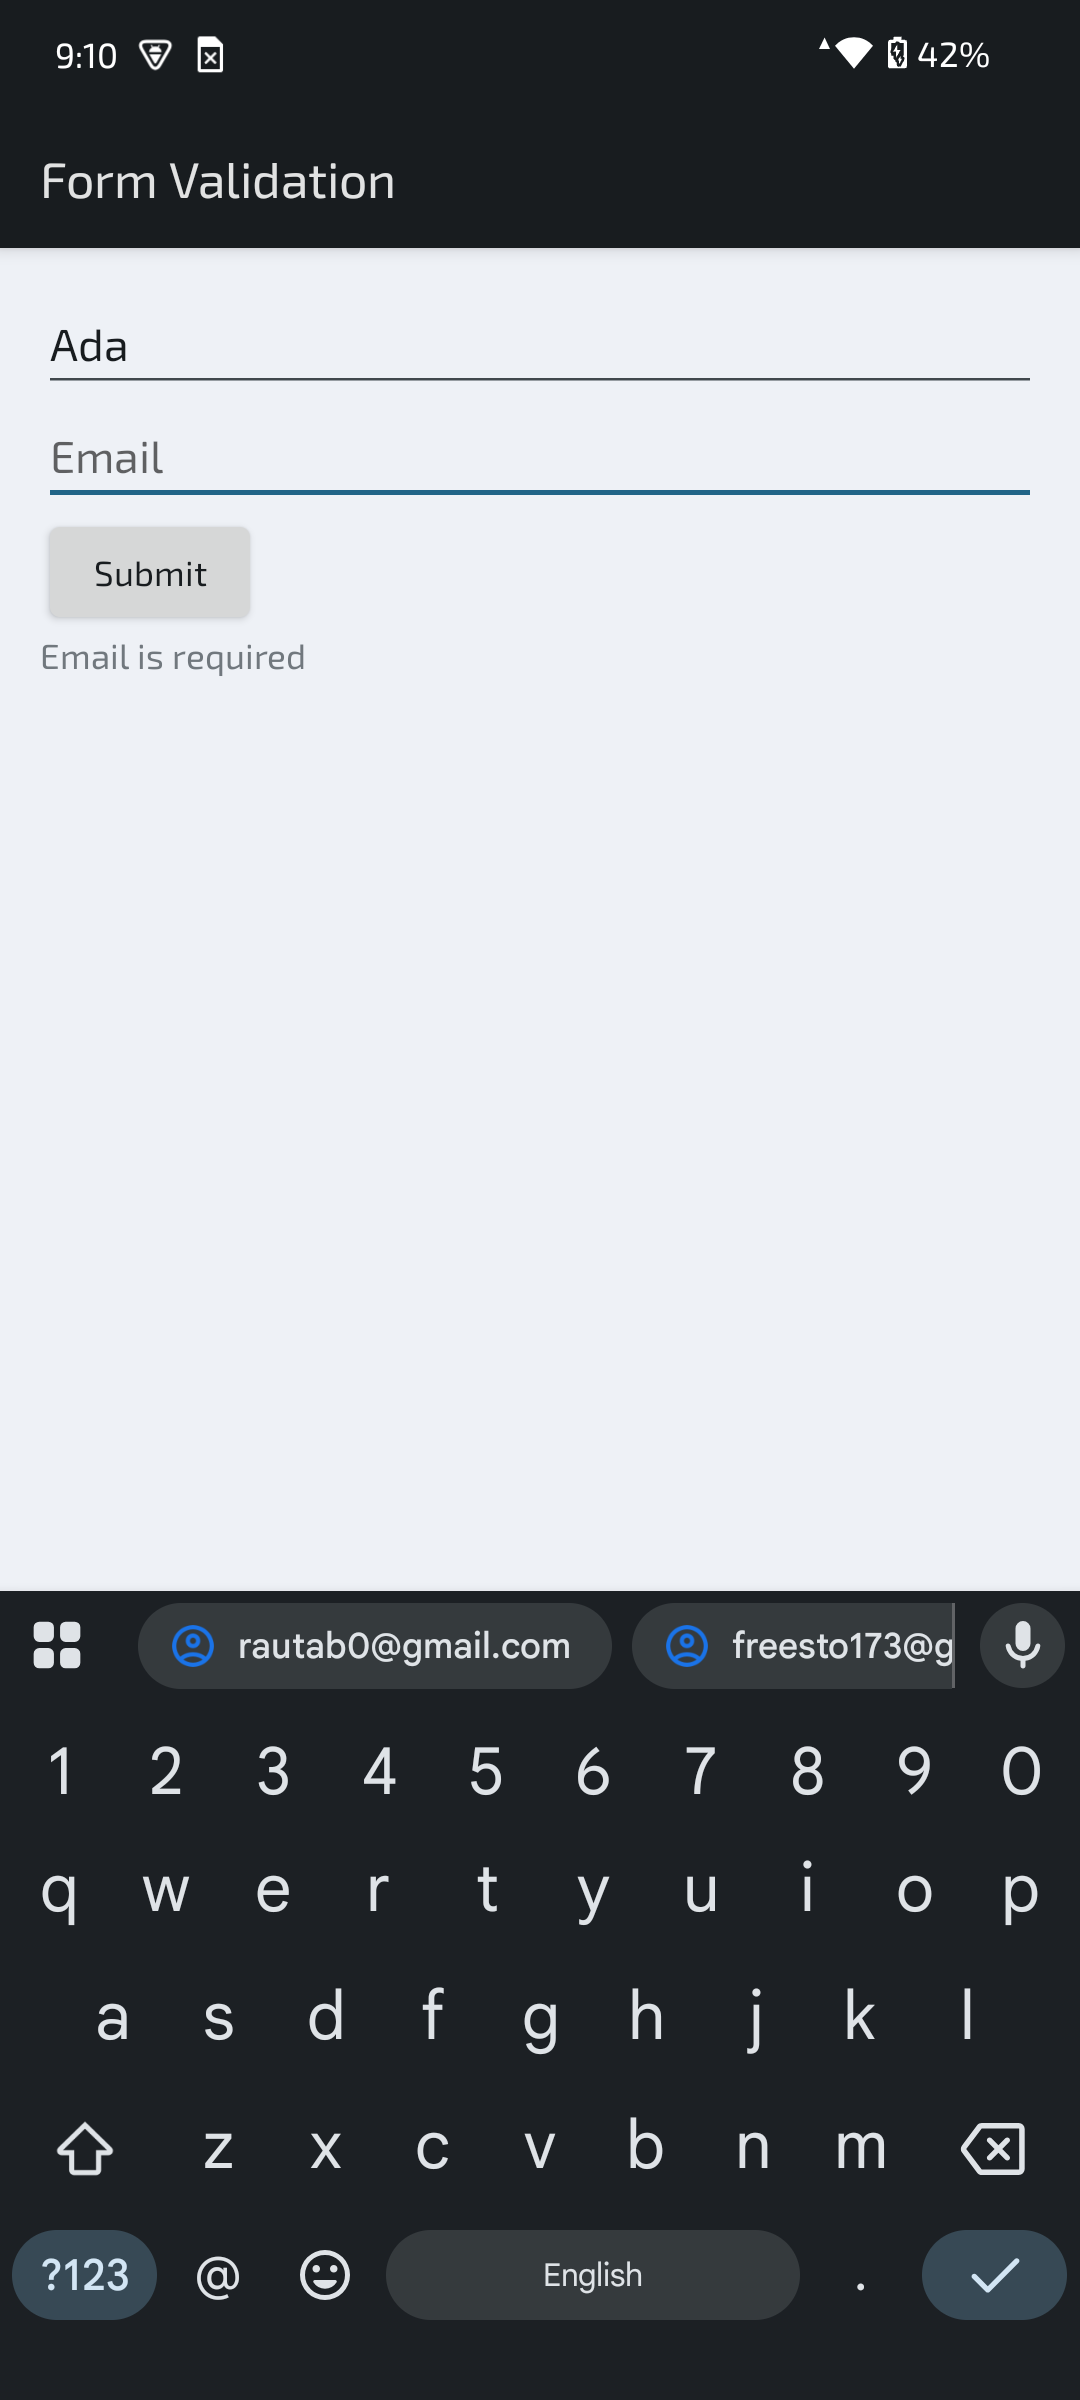 9:10 42%
Form Validation
Ada
Email
Submit
Email is required
rautab0@gmail.com freesto173@g
1 2 3 4 5 6 7 8 9 0
q w e r t y u i o p
a s d f g h j k l
z x c v b n m
?123 @ English .